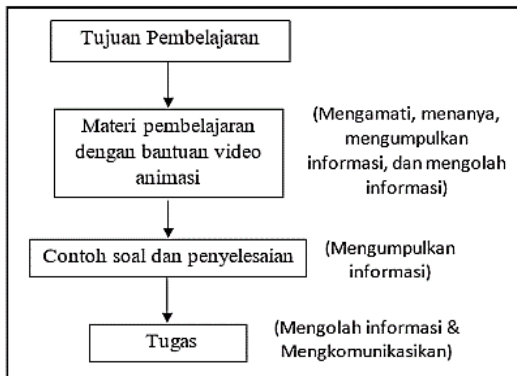 Tujuan Pembelajaran
Materi pembelajaran
dengan bantuan video
animasi
(Mengamati, menanya,
mengumpulkan
informasi, dan mengolah
informasi)
Contoh soal dan penyelesaian
(Mengumpulkan
informasi)
Tugas
(Mengolah informasi &
Mengkomunikasikan)